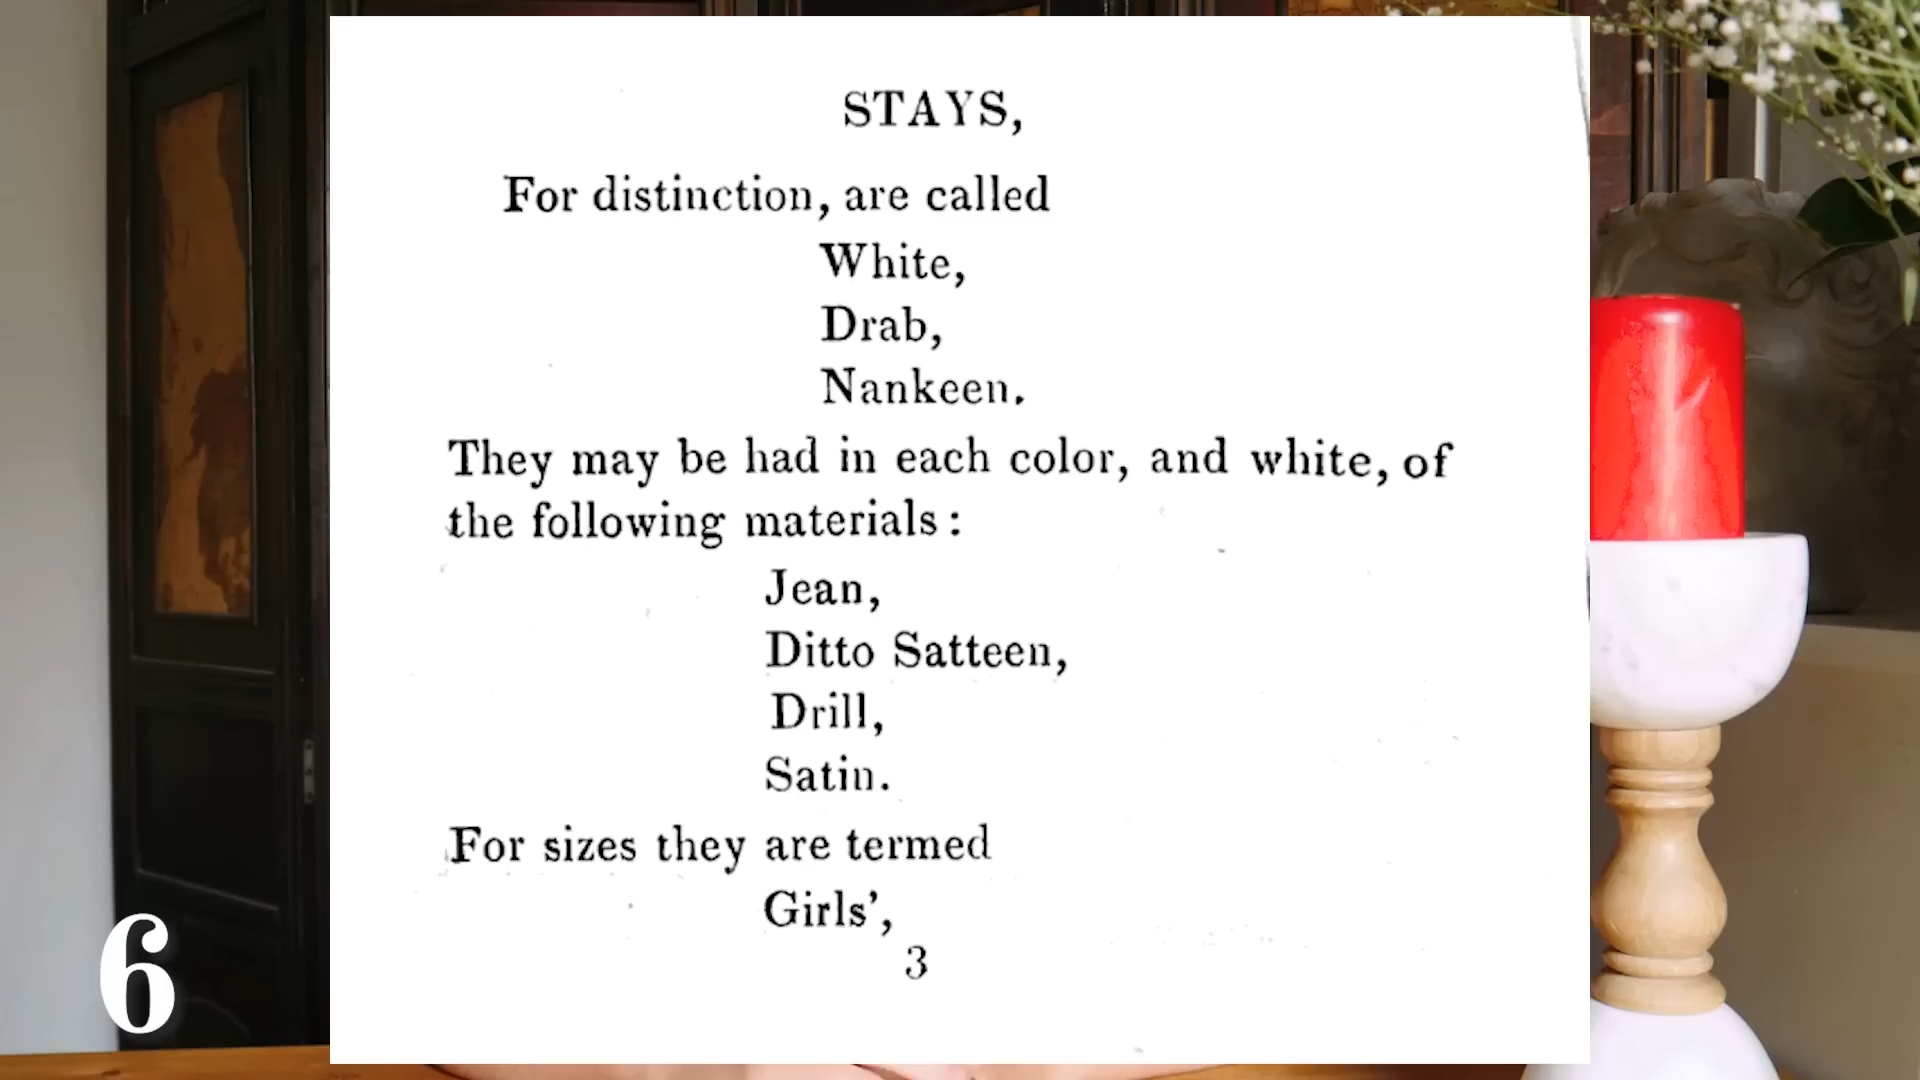 STAYS,
For distinction, are called
White,
Drab,
Nankeen.
They may be had in each color, and white, of
the following materials:
Jean,
Ditto Satteen,
Drill,
Satin.
For sizes they are termed
Girls',
3
6